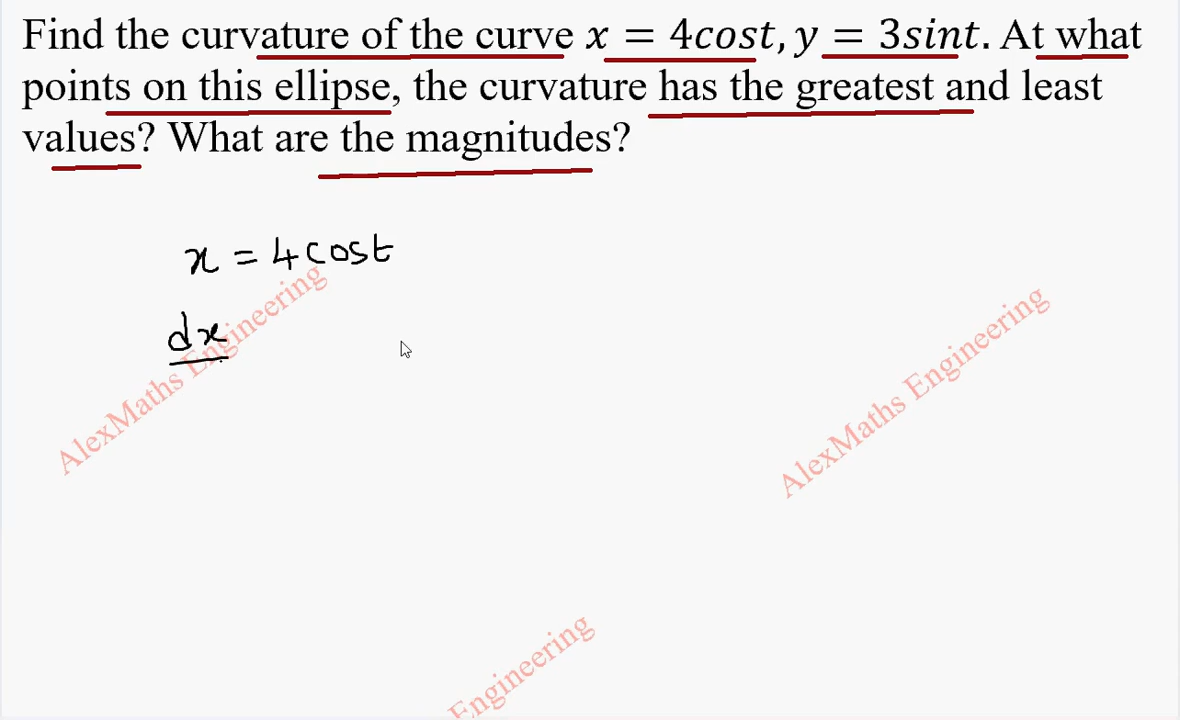 Find the curvature of the curve x = 4cost, y = 3sint. At what
points on this ellipse, the curvature has the greatest and least
values? What are the magnitudes?
x = 4cost
dx
AlexMaths Engineering
AlexMaths Engineering
Engineering